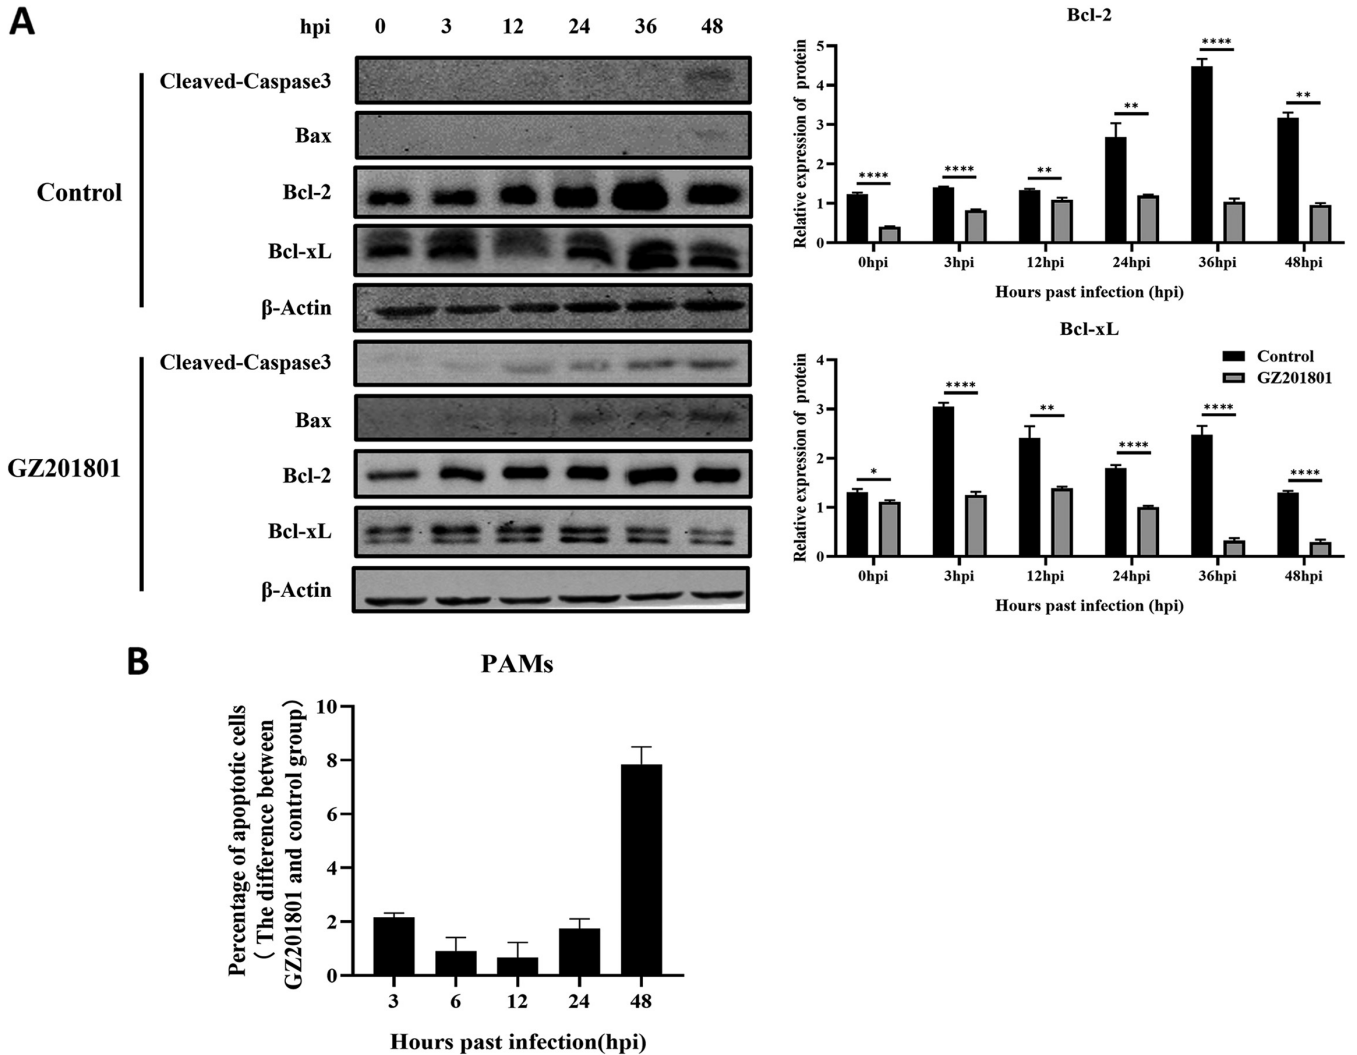 A
hpi 0 3 12 24 36 48
Control
Cleaved-Caspase3
Bax
Bcl-2
Bcl-xL
β-Actin
GZ201801
Cleaved-Caspase3
Bax
Bcl-2
Bcl-xL
β-Actin
Bcl-2
Relative expression of protein
5
4
3
2
1
0
**** **** ** ** **** **
0hpi 3hpi 12hpi 24hpi 36hpi 48hpi
Hours past infection (hpi)
Bcl-xL
Control
GZ201801
Relative expression of protein
4
3
2
1
0
* **** ** **** **** ****
0hpi 3hpi 12hpi 24hpi 36hpi 48hpi
Hours past infection (hpi)
B
PAMs
Percentage of apoptotic cells
（The difference between
GZ201801 and control group）
10
8
6
4
2
0
3 6 12 24 48
Hours past infection(hpi)